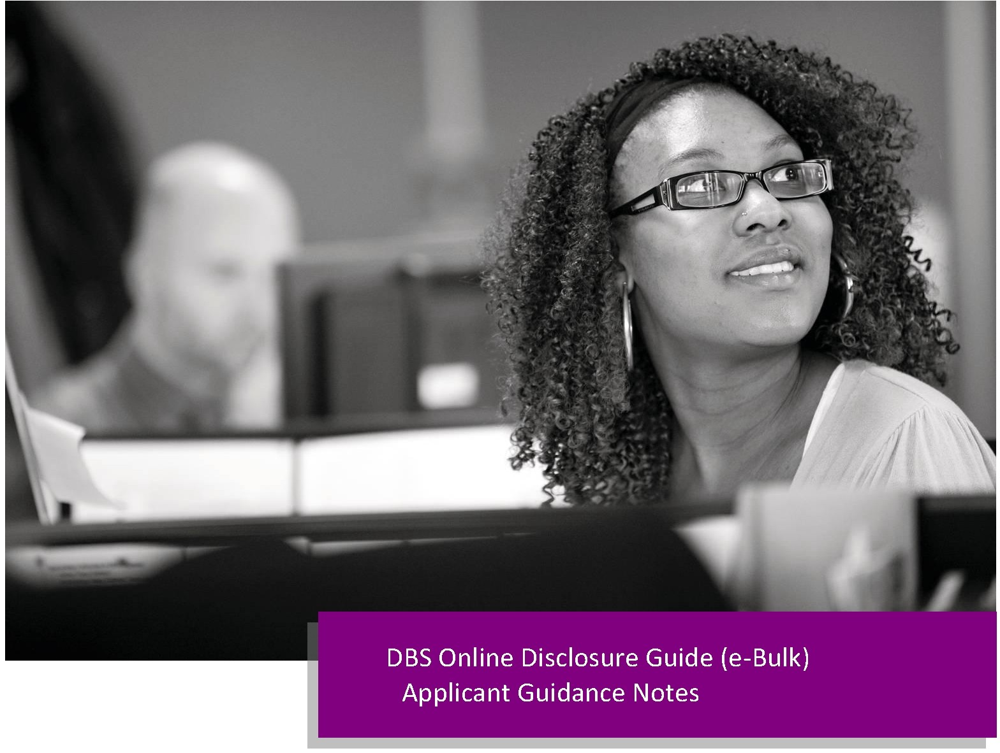 DBS Online Disclosure Guide (e-Bulk)
Applicant Guidance Notes